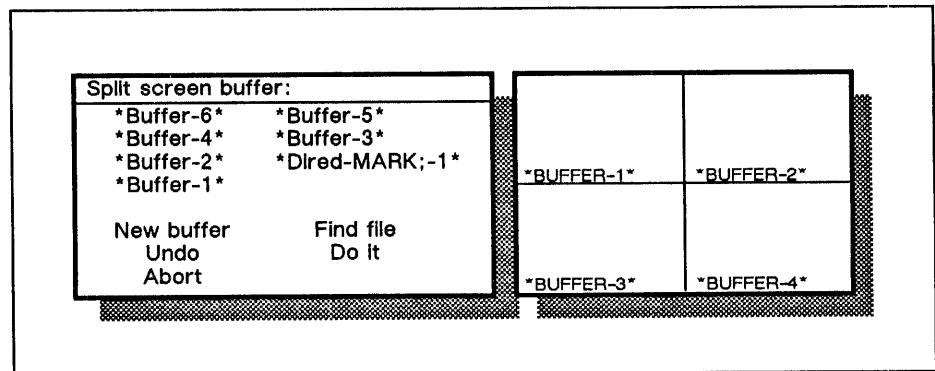 Split screen buffer:
*Buffer-6* *Buffer-5*
*Buffer-4* *Buffer-3*
*Buffer-2* *Dired-MARK;-1*
*Buffer-1*
New buffer Find file
Undo Do it
Abort
*BUFFER-1* *BUFFER-2*
*BUFFER-3* *BUFFER-4*